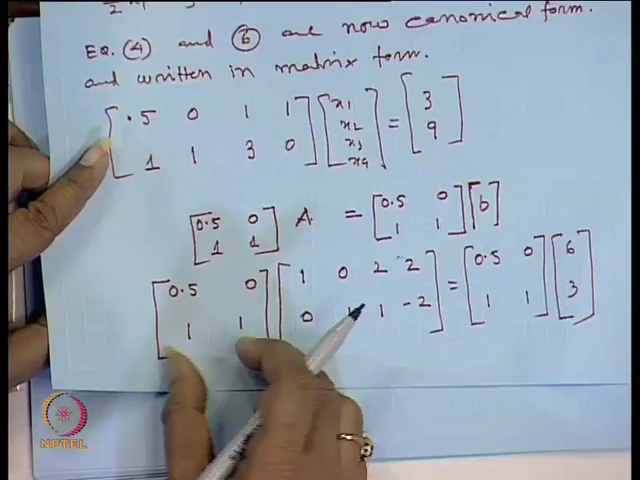 EQ. (4) and (6) are now canonical form.
and written in matrix form.
[.5 0 1 1 [x1 = [3
1 1 3 0] x2 9]
x3
x4]
[0.5 0 A = [0.5 0 [b]
1 1] 1 1]
[0.5 0 [1 0 2 2 = [0.5 0 [6
1 1] 0 1 -2] 1 1] 3]
NPTEL